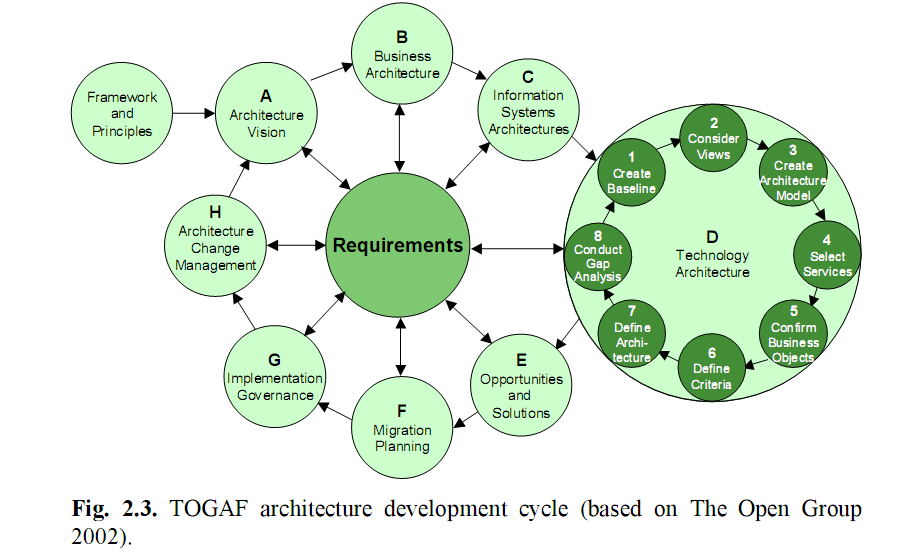 Framework
and
Principles
A
Architecture
Vision
B
Business
Architecture
C
Information
Systems
Architectures
D
Technology
Architecture
1
Create
Baseline
2
Consider
Views
3
Create
Architecture
Model
4
Select
Services
5
Confirm
Business
Objects
6
Define
Criteria
7
Define
Archi-
tecture
8
Conduct
Gap
Analysis
E
Opportunities
and
Solutions
F
Migration
Planning
G
Implementation
Governance
H
Architecture
Change
Management
Requirements
Fig. 2.3. TOGAF architecture development cycle (based on The Open Group
2002).